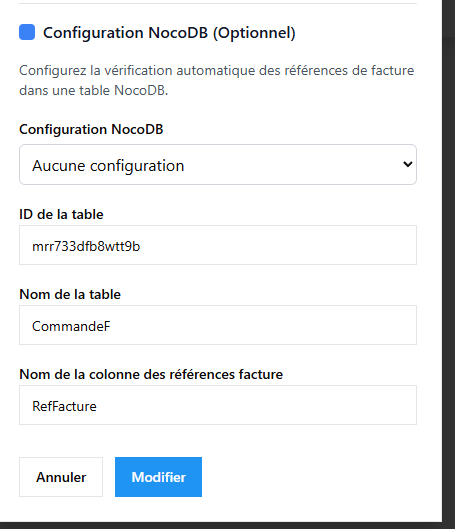 Configuration NocoDB (Optionnel)
Configurez la vérification automatique des références de facture
dans une table NocoDB.
Configuration NocoDB
Aucune configuration
ID de la table
mrr733dfb8wtt9b
Nom de la table
CommandeF
Nom de la colonne des références facture
RefFacture
Annuler
Modifier